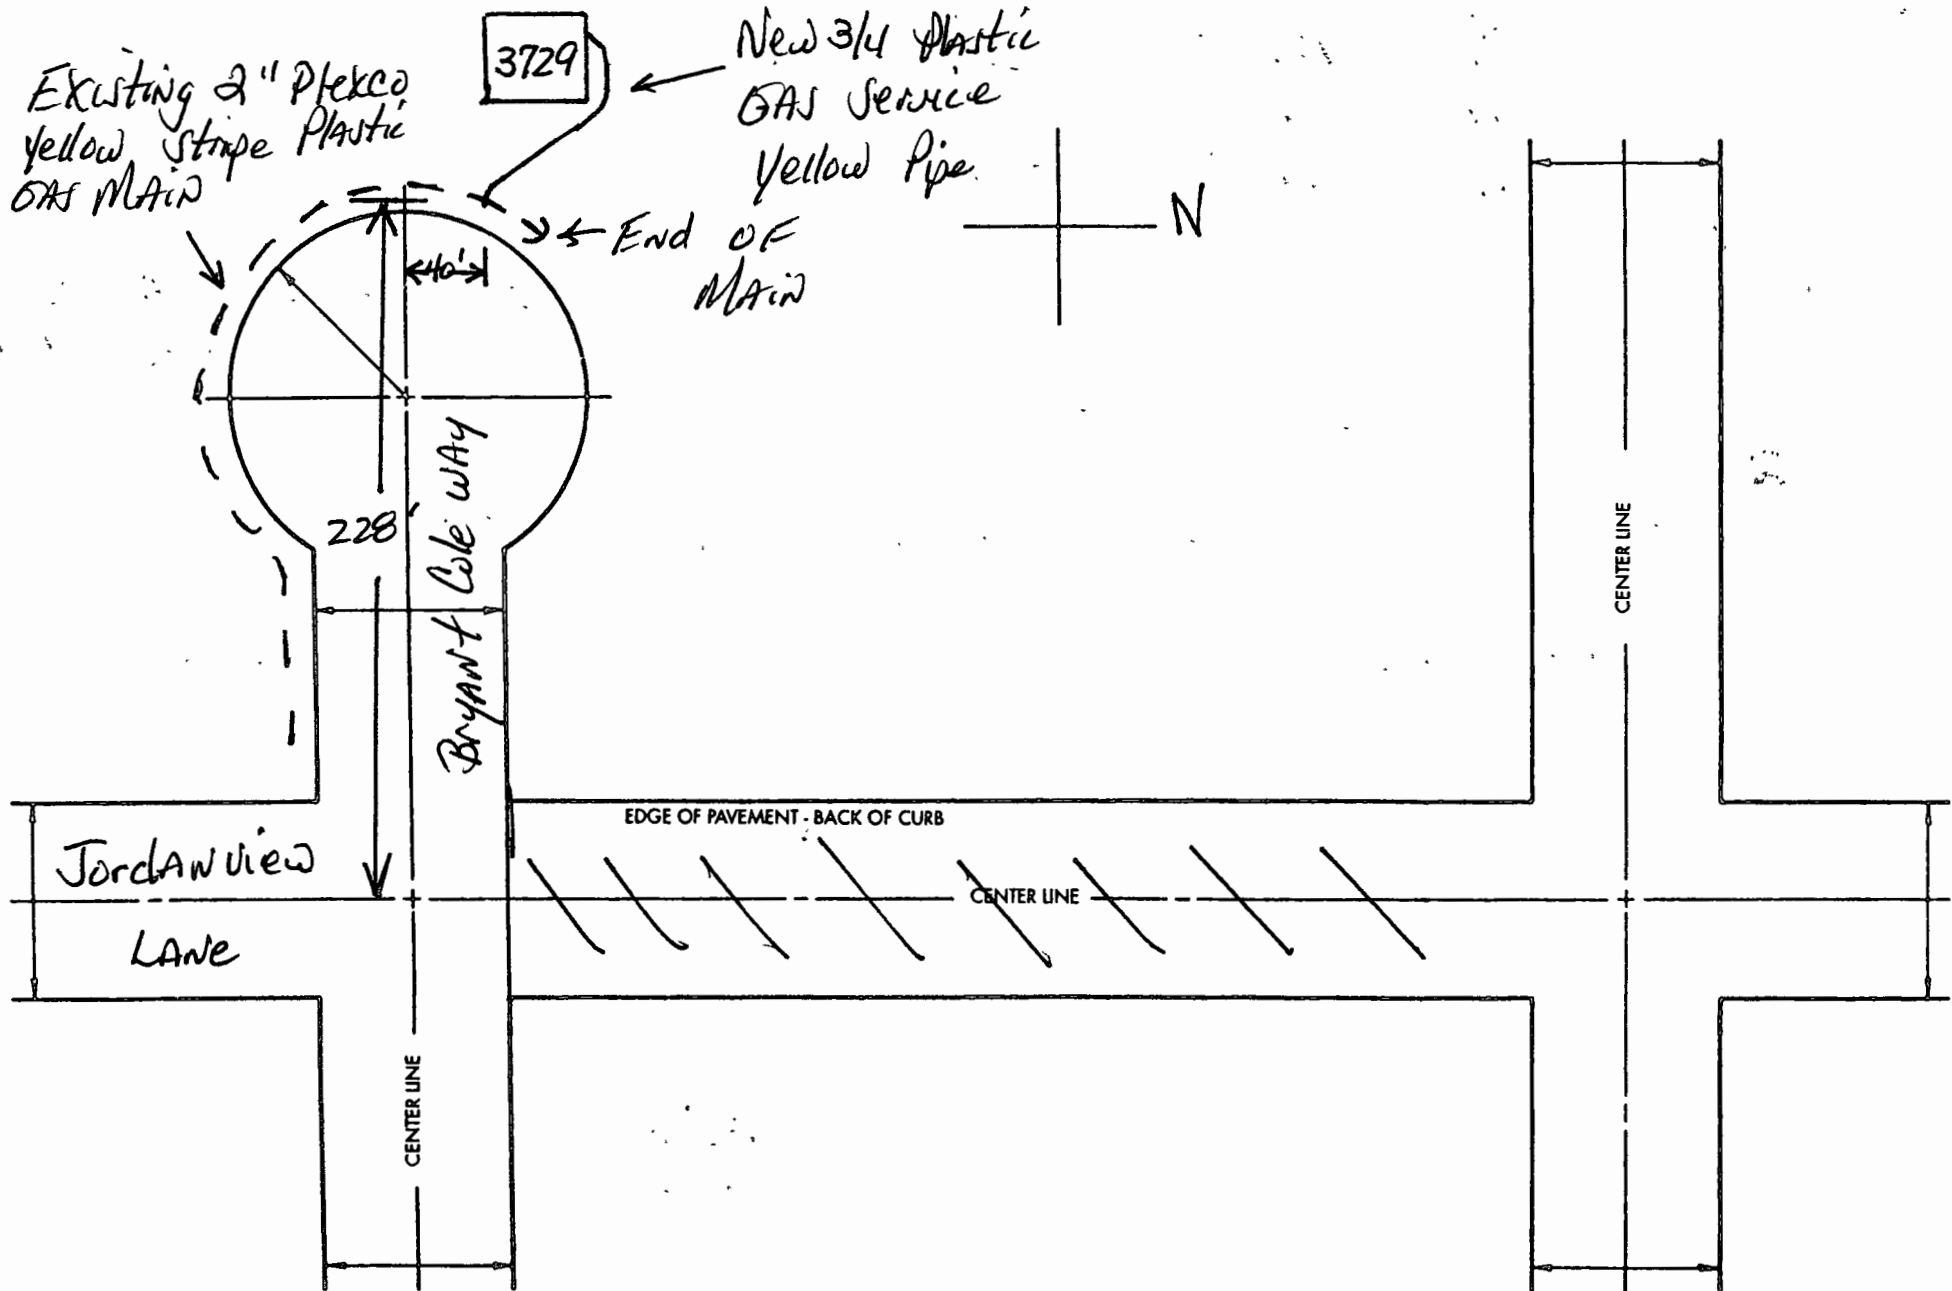 Existing 2" Plexco
Yellow Stripe Plastic
GAS MAIN
3729
New 3/4 Plastic
GAS Service
Yellow Pipe
N
End OF
MAIN
40'
228'
Bryant Cole WAY
CENTER LINE
EDGE OF PAVEMENT - BACK OF CURB
Jordanview
LANe
CENTER LINE
CENTER LINE